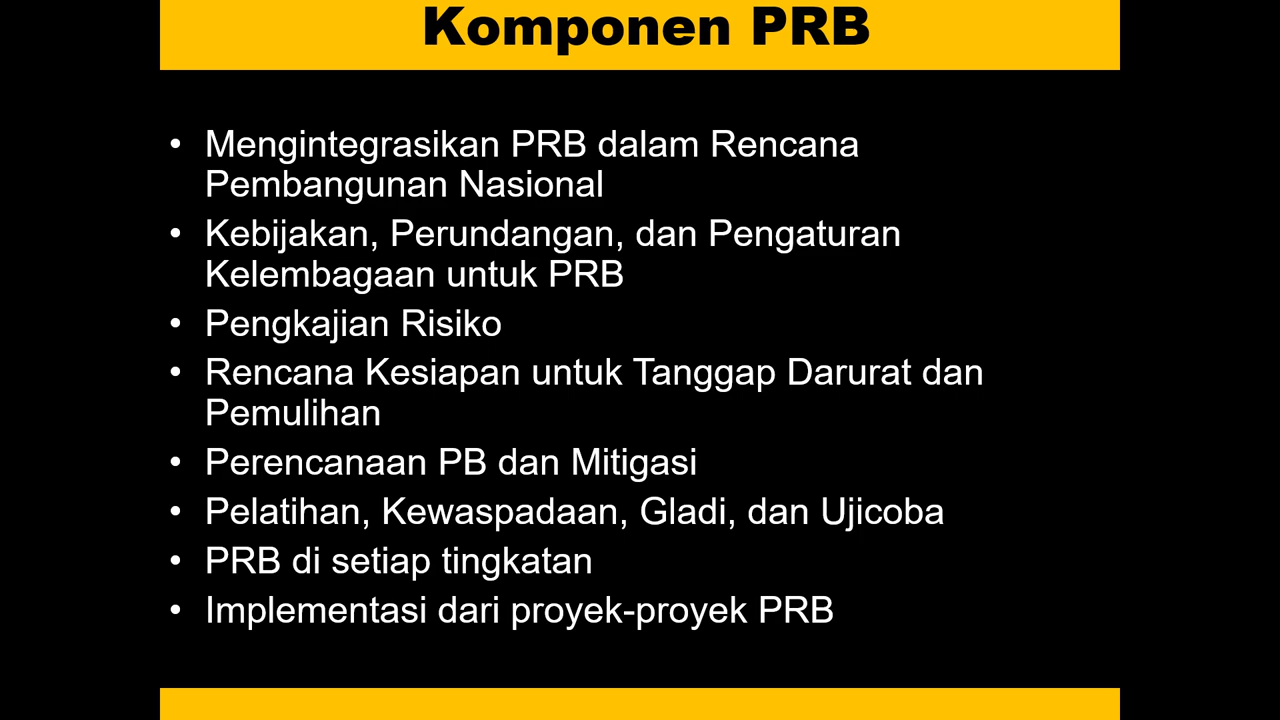 Komponen PRB
• Mengintegrasikan PRB dalam Rencana
Pembangunan Nasional
• Kebijakan, Perundangan, dan Pengaturan
Kelembagaan untuk PRB
• Pengkajian Risiko
• Rencana Kesiapan untuk Tanggap Darurat dan
Pemulihan
• Perencanaan PB dan Mitigasi
• Pelatihan, Kewaspadaan, Gladi, dan Ujicoba
• PRB di setiap tingkatan
• Implementasi dari proyek-proyek PRB